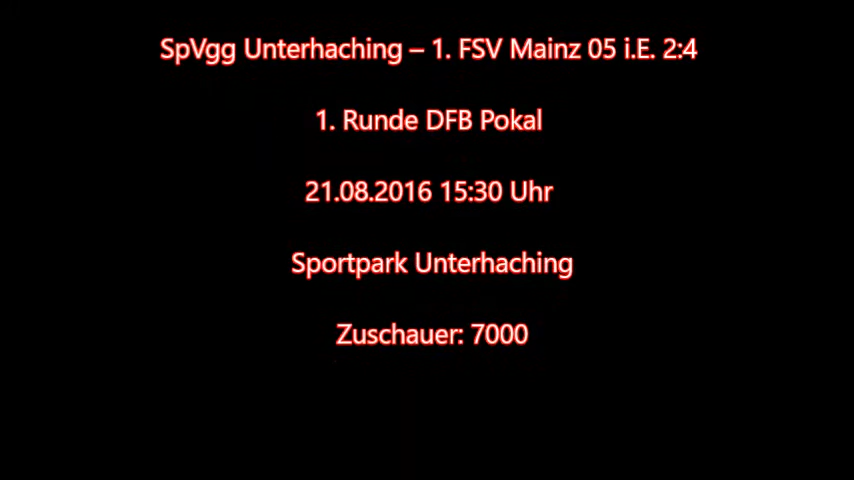 SpVgg Unterhaching – 1. FSV Mainz 05 i.E. 2:4
1. Runde DFB Pokal
21.08.2016 15:30 Uhr
Sportpark Unterhaching
Zuschauer: 7000